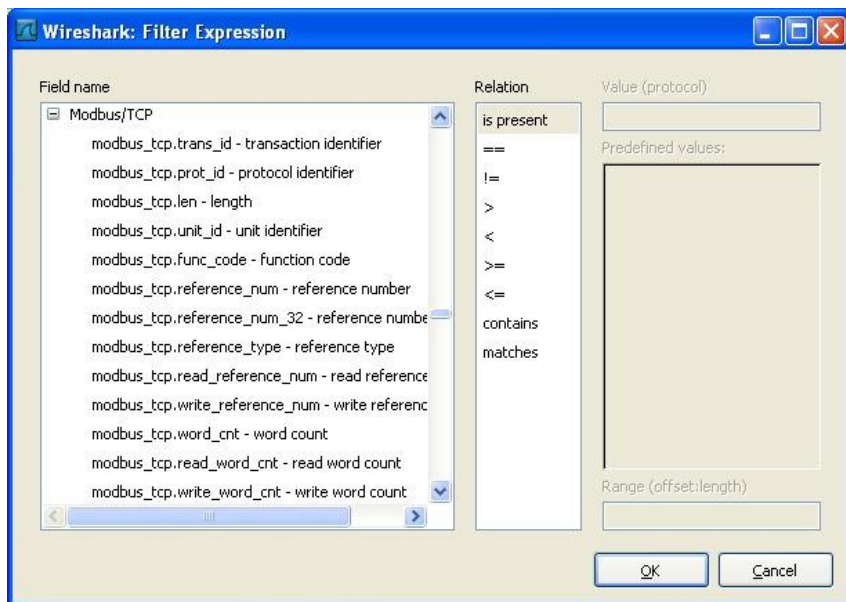 Wireshark: Filter Expression
Field name
Modbus/TCP
modbus_tcp.trans_id - transaction identifier
modbus_tcp.prot_id - protocol identifier
modbus_tcp.len - length
modbus_tcp.unit_id - unit identifier
modbus_tcp.func_code - function code
modbus_tcp.reference_num - reference number
modbus_tcp.reference_num_32 - reference numbe
modbus_tcp.reference_type - reference type
modbus_tcp.read_reference_num - read reference
modbus_tcp.write_reference_num - write referenc
modbus_tcp.word_cnt - word count
modbus_tcp.read_word_cnt - read word count
modbus_tcp.write_word_cnt - write word count
Relation
is present
==
!=
>
<
>=
<=
contains
matches
Value (protocol)
Predefined values:
Range (offset:length)
OK
Cancel